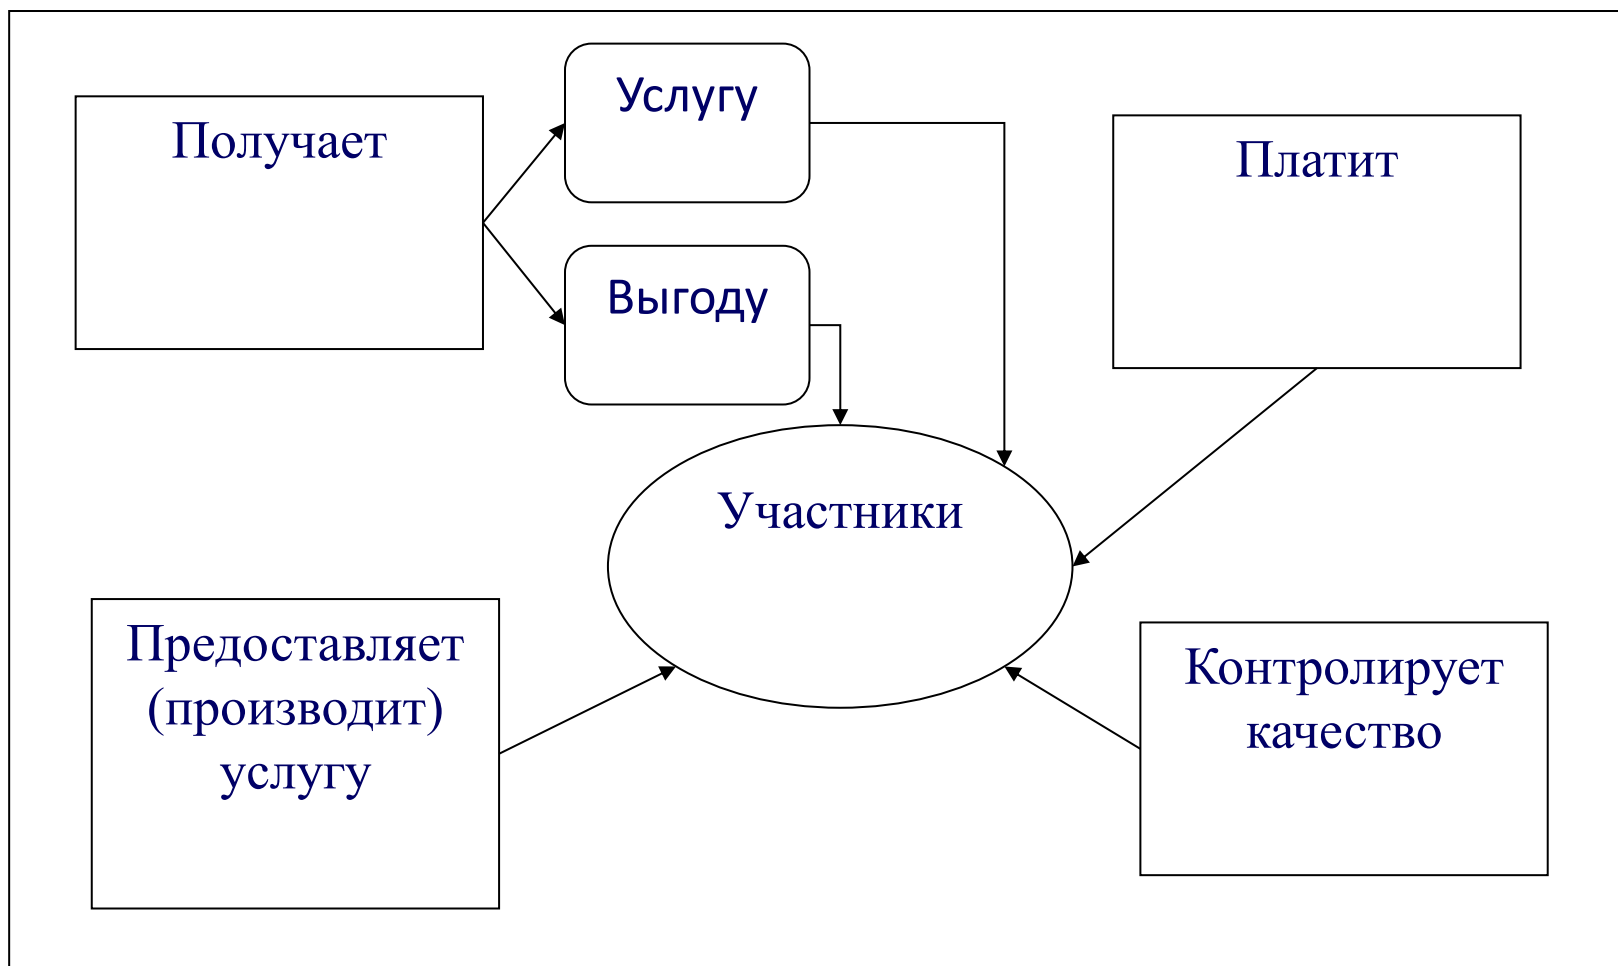 Получает
Услугу
Выгоду
Платит
Участники
Предоставляет
(производит)
услугу
Контролирует
качество